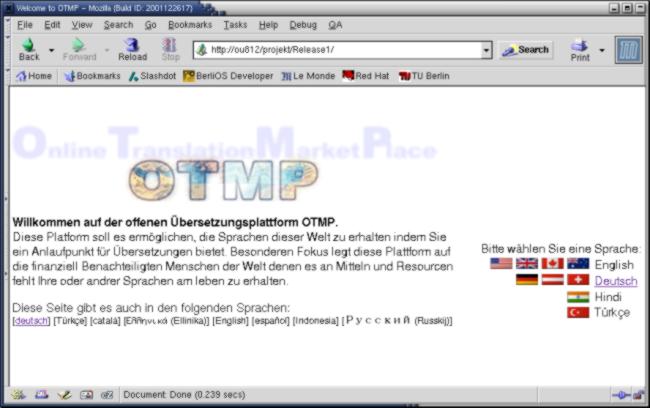 Welcome to OTMP - Mozilla {Build ID: 2001122617}
File Edit View Search Go Bookmarks Tasks Help Debug QA
Back Forward Reload Stop http://ou812/projekt/Release1/ Search Print
Home Bookmarks Slashdot BerliOS Developer Le Monde Red Hat TU Berlin
Online Translation Market Place
OTMP
Willkommen auf der offenen Übersetzungsplattform OTMP.
Diese Platform soll es ermöglichen, die Sprachen dieser Welt zu erhalten indem Sie
ein Anlaufpunkt für Übersetzungen bietet. Besonderen Fokus legt diese Plattform auf
die finanziell Benachteiligten Menschen der Welt denen es an Mitteln und Resourcen
fehlt Ihre oder andrer Sprachen am leben zu erhalten.
Diese Seite gibt es auch in den folgenden Sprachen:
[deutsch] [Türkçe] [català] [Ελληνικά (Ellinika)] [English] [español] [Indonesia] [Русский (Russkij)]
Bitte wählen Sie eine Sprache:
English
Deutsch
Hindi
Türkçe
Document: Done (0.239 secs)